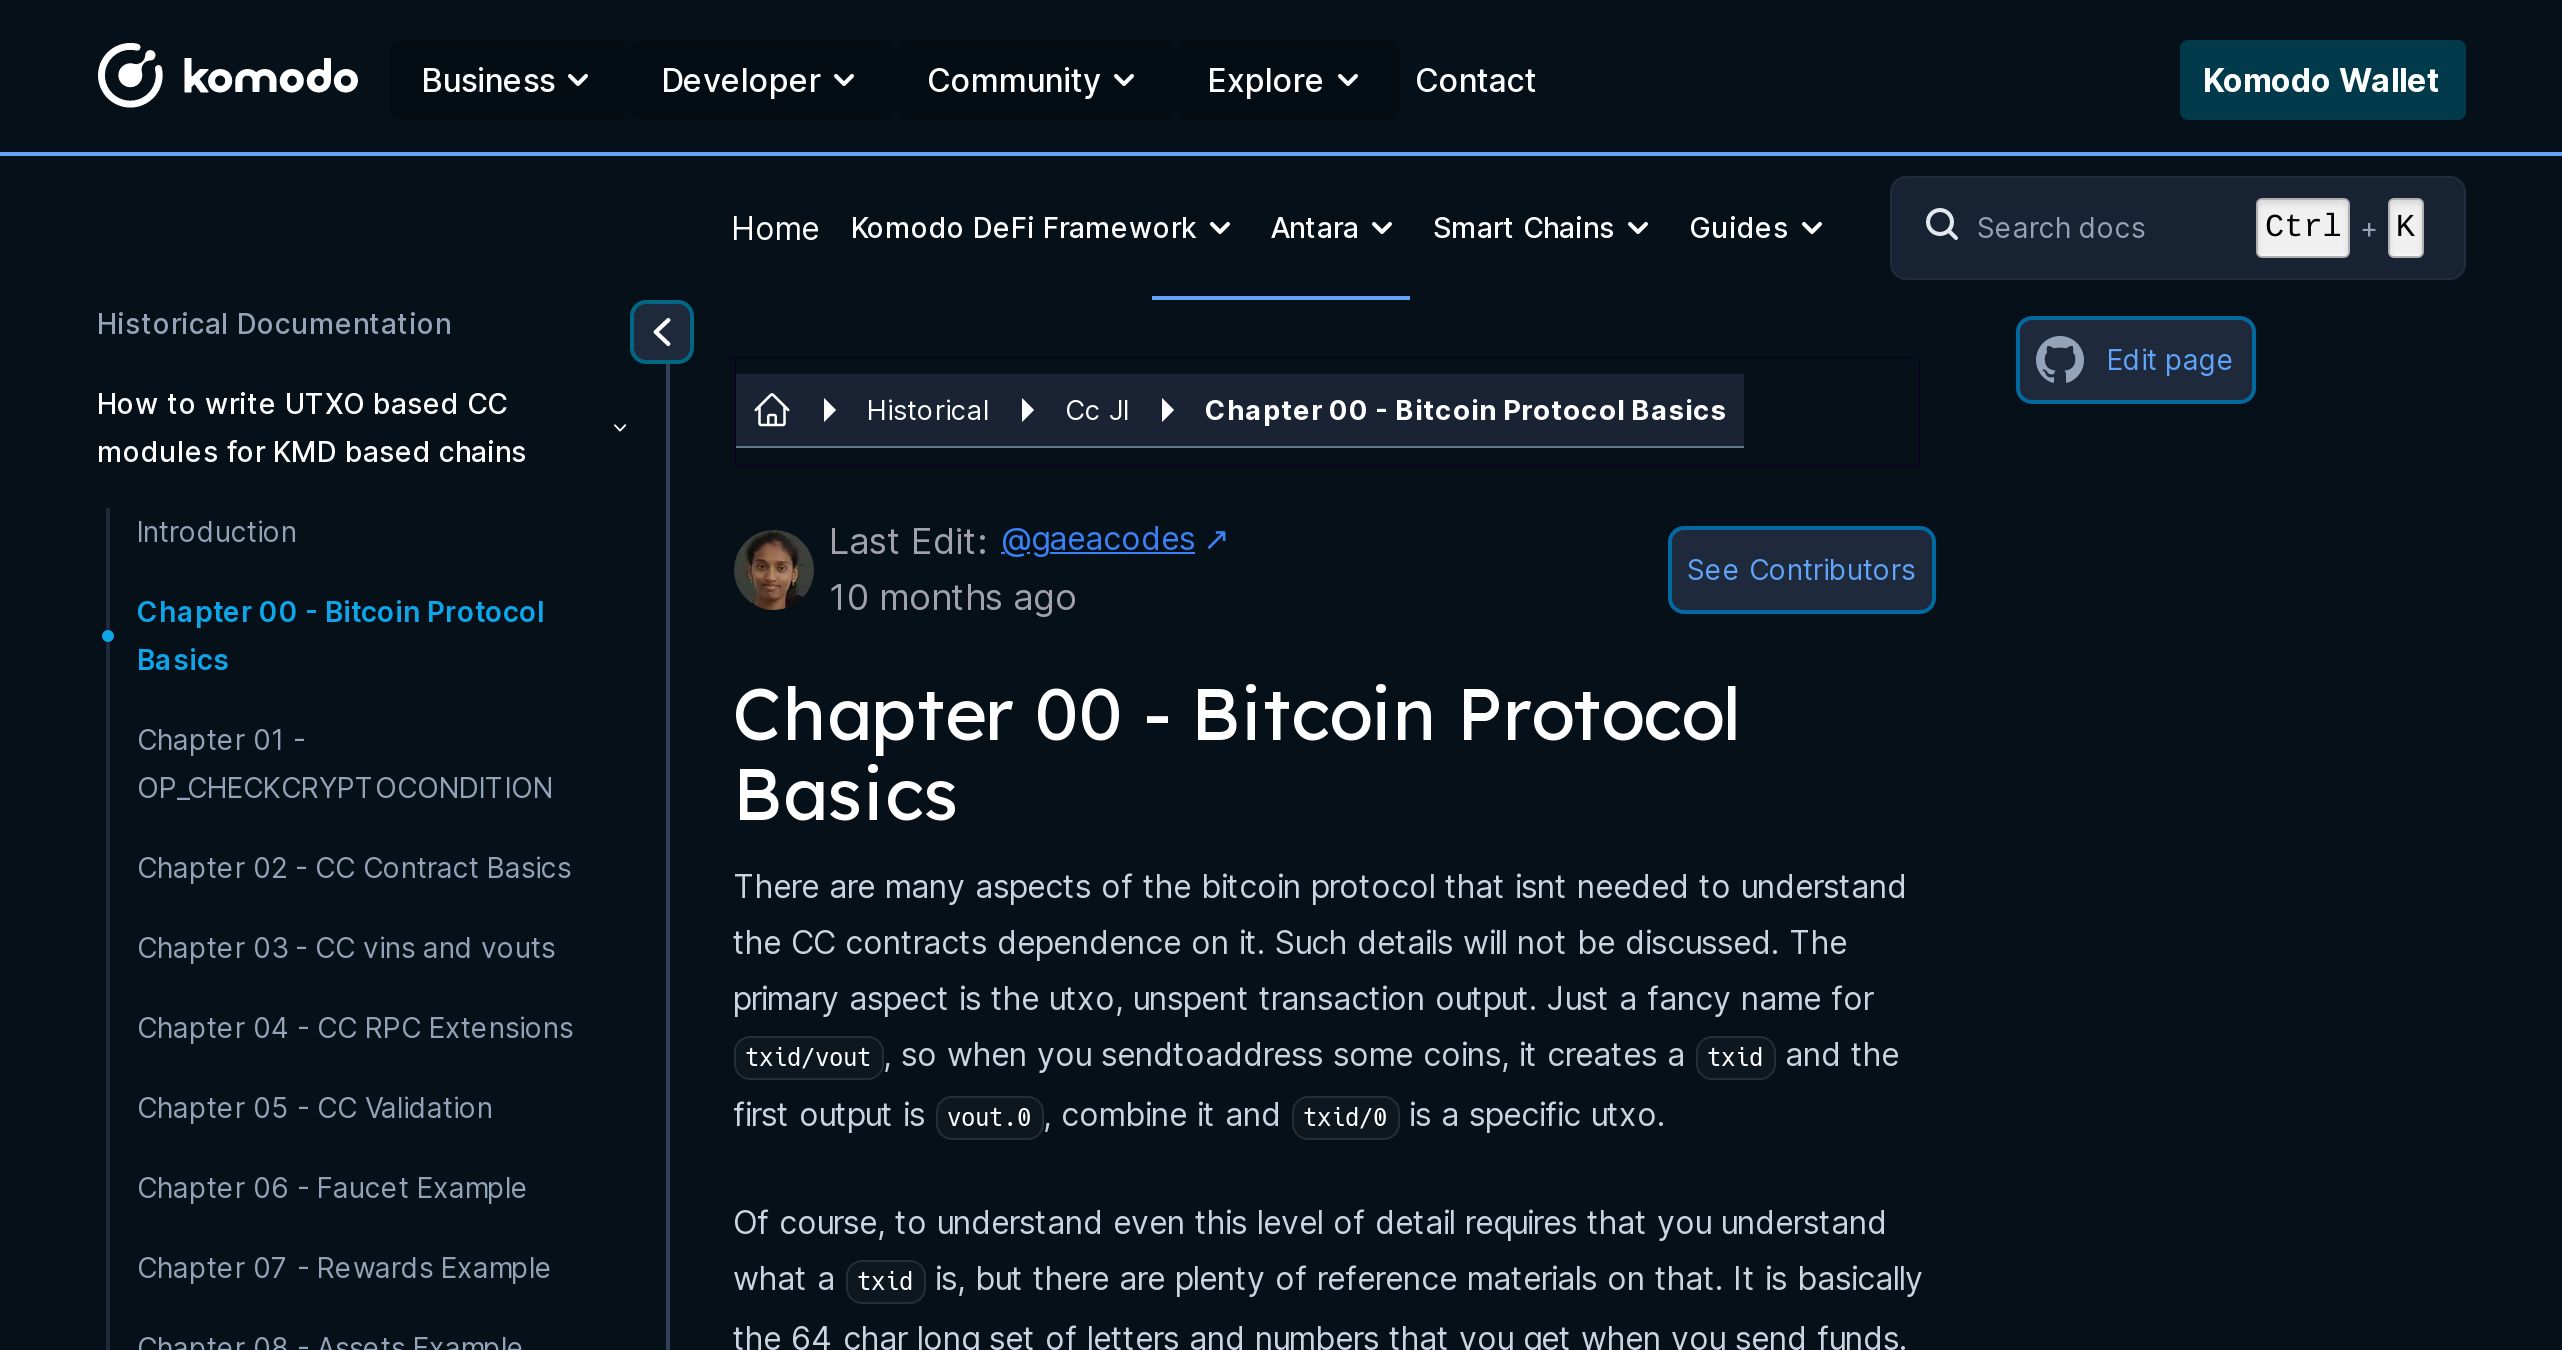 komodo
Business
Developer
Community
Explore
Contact
Komodo Wallet
Home
Komodo DeFi Framework
Antara
Smart Chains
Guides
Search docs
Ctrl + K
Historical Documentation
How to write UTXO based CC
modules for KMD based chains
Introduction
Chapter 00 - Bitcoin Protocol
Basics
Chapter 01 -
OP_CHECKCRYPTOCONDITION
Chapter 02 - CC Contract Basics
Chapter 03 - CC vins and vouts
Chapter 04 - CC RPC Extensions
Chapter 05 - CC Validation
Chapter 06 - Faucet Example
Chapter 07 - Rewards Example
Chapter 08 - Assets Example
Edit page
Historical
Cc Jl
Chapter 00 - Bitcoin Protocol Basics
Last Edit: @gaeacodes ↗
10 months ago
See Contributors
Chapter 00 - Bitcoin Protocol
Basics
There are many aspects of the bitcoin protocol that isnt needed to understand
the CC contracts dependence on it. Such details will not be discussed. The
primary aspect is the utxo, unspent transaction output. Just a fancy name for
txid/vout, so when you sendtoaddress some coins, it creates a txid and the
first output is vout.0, combine it and txid/0 is a specific utxo.
Of course, to understand even this level of detail requires that you understand
what a txid is, but there are plenty of reference materials on that. It is basically
the 64 char long set of letters and numbers that you get when you send funds.